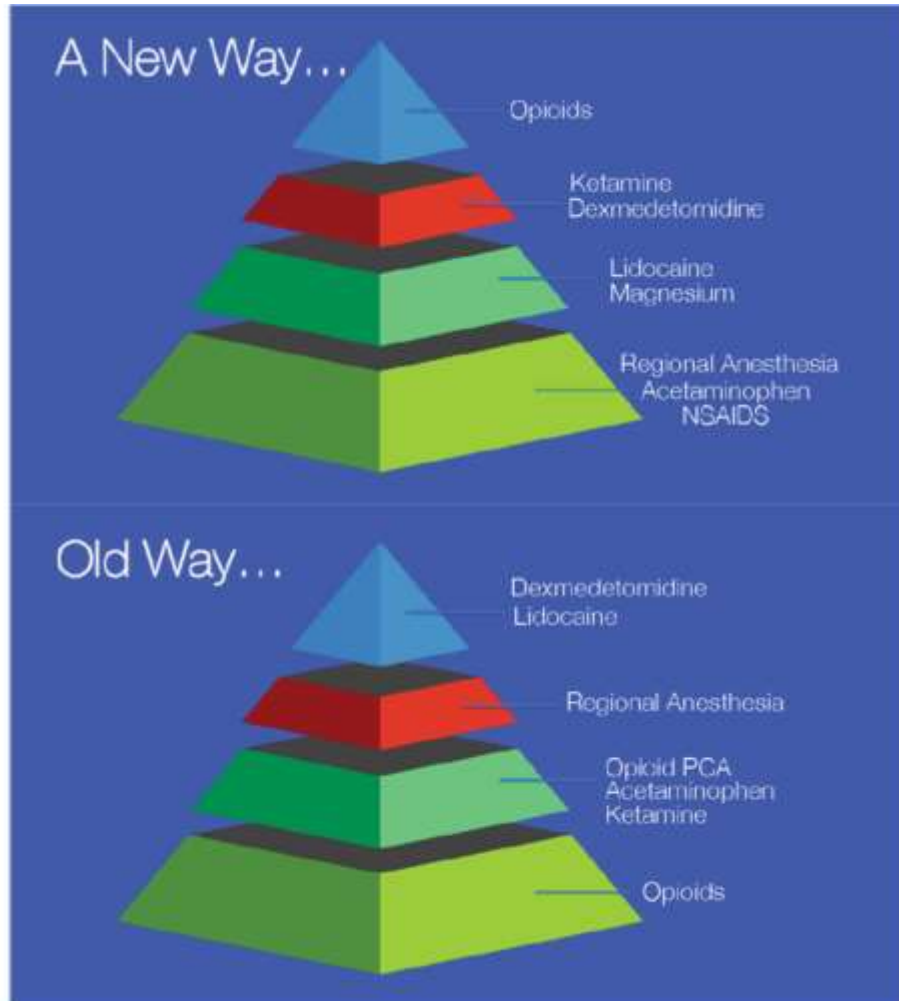 A New Way...
Opioids
Ketamine
Dexmedetomidine
Lidocaine
Magnesium
Regional Anesthesia
Acetaminophen
NSAIDS
Old Way...
Dexmedetomidine
Lidocaine
Regional Anesthesia
Opioid PCA
Acetaminophen
Ketamine
Opioids